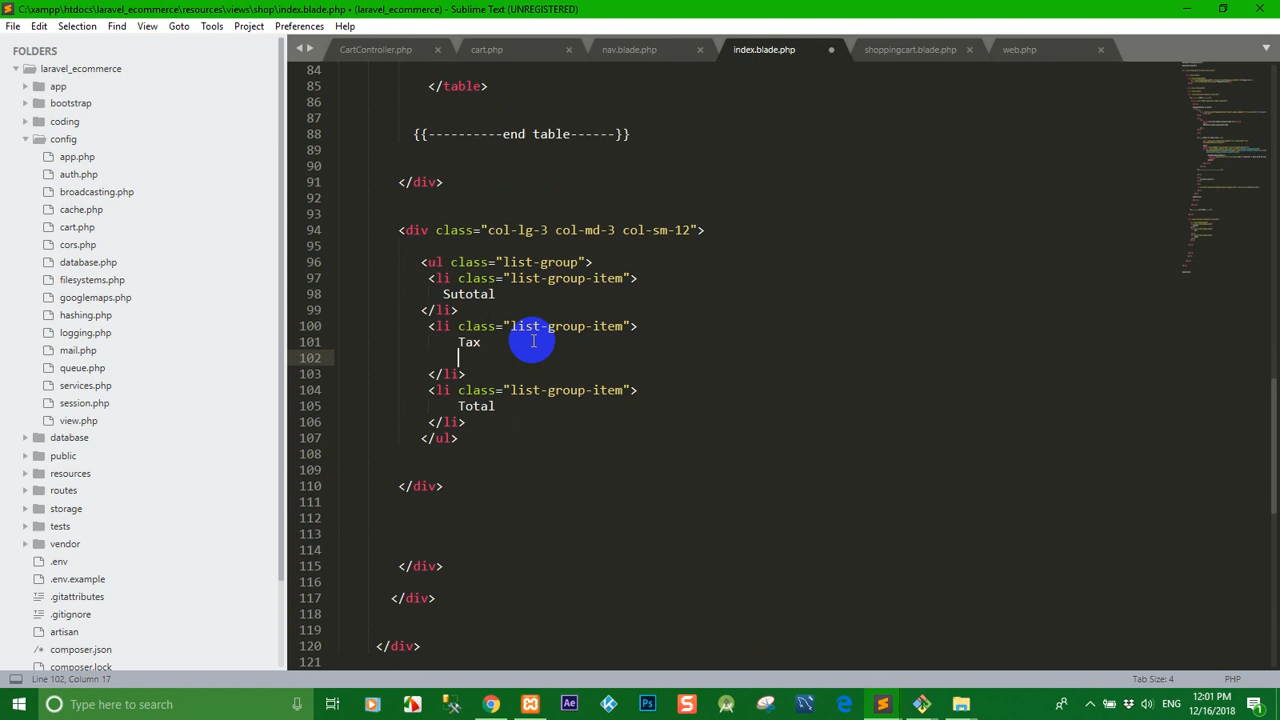 C:\xampp\htdocs\laravel_ecommerce\resources\views\shop\index.blade.php • (laravel_ecommerce) - Sublime Text (UNREGISTERED)
File Edit Selection Find View Goto Tools Project Preferences Help
FOLDERS
laravel_ecommerce
app
bootstrap
coding
config
app.php
auth.php
broadcasting.php
cache.php
cart.php
cors.php
database.php
filesystems.php
googlemaps.php
hashing.php
logging.php
mail.php
queue.php
services.php
session.php
view.php
database
public
resources
routes
storage
tests
vendor
.env
.env.example
.gitattributes
.gitignore
artisan
composer.json
composer.lock
CartController.php × cart.php × nav.blade.php × index.blade.php ● shoppingcart.blade.php × web.php ×
84
85 </table>
86
87
88 {{----------end table------}}
89
90
91 </div>
92
93
94 <div class="col-lg-3 col-md-3 col-sm-12">
95
96 <ul class="list-group">
97 <li class="list-group-item">
98 Sutotal
99 </li>
100 <li class="list-group-item">
101 Tax
102
103 </li>
104 <li class="list-group-item">
105 Total
106 </li>
107 </ul>
108
109
110 </div>
111
112
113
114
115 </div>
116
117 </div>
118
119
120 </div>
121
Line 102, Column 17 Tab Size: 4 PHP
Type here to search
ENG
12:01 PM
12/16/2018